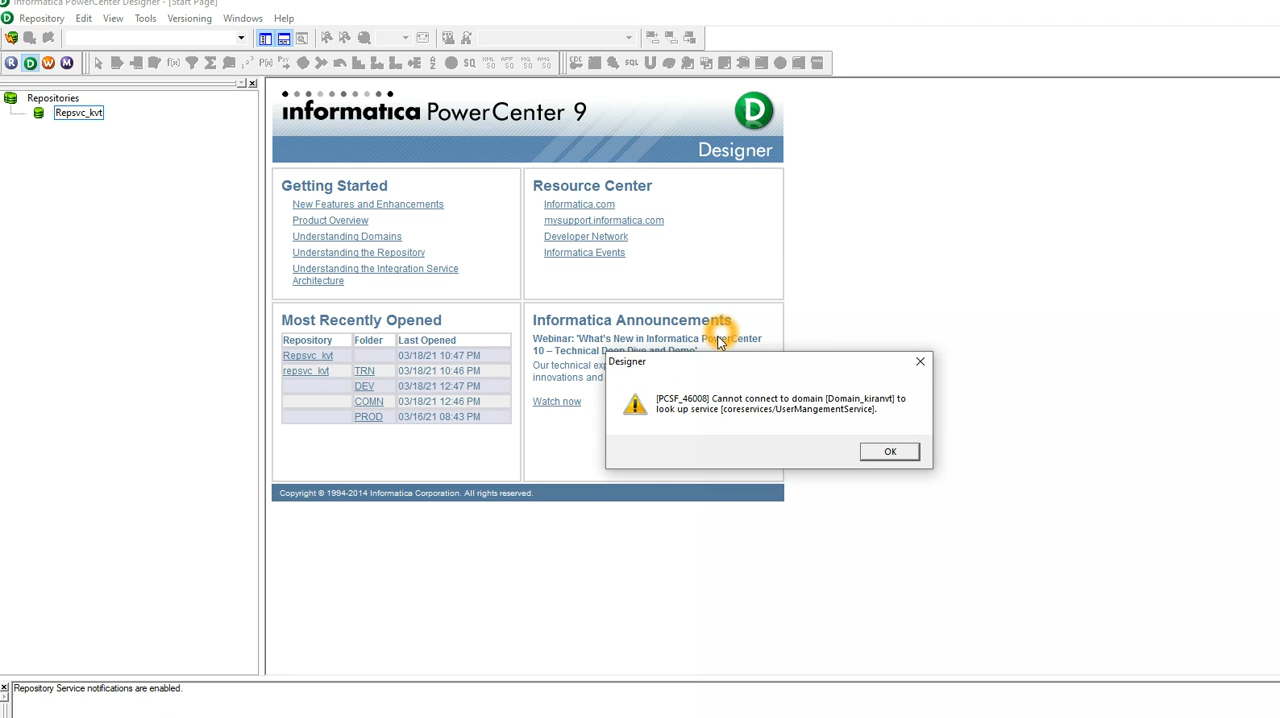 Informatica PowerCenter Designer - [Start Page]
Repository Edit View Tools Versioning Windows Help
Repositories
Repsvc_kvt
informatica PowerCenter 9
Designer
Getting Started
New Features and Enhancements
Product Overview
Understanding Domains
Understanding the Repository
Understanding the Integration Service
Architecture
Resource Center
Informatica.com
mysupport.informatica.com
Developer Network
Informatica Events
Most Recently Opened
Repository Folder Last Opened
Repsvc_kvt 03/18/21 10:47 PM
repsvc_kvt TRN 03/18/21 10:46 PM
DEV 03/18/21 12:47 PM
COMN 03/18/21 12:46 PM
PROD 03/16/21 08:43 PM
Informatica Announcements
Webinar: 'What's New in Informatica PowerCenter
10 – Technical Deep Dive and Demo'
Our technical
innovations and
Watch now
Designer
[PCSF_46008] Cannot connect to domain [Domain_kiranvt] to
look up service [coreservices/UserMangementService].
OK
Copyright © 1994-2014 Informatica Corporation. All rights reserved.
Repository Service notifications are enabled.